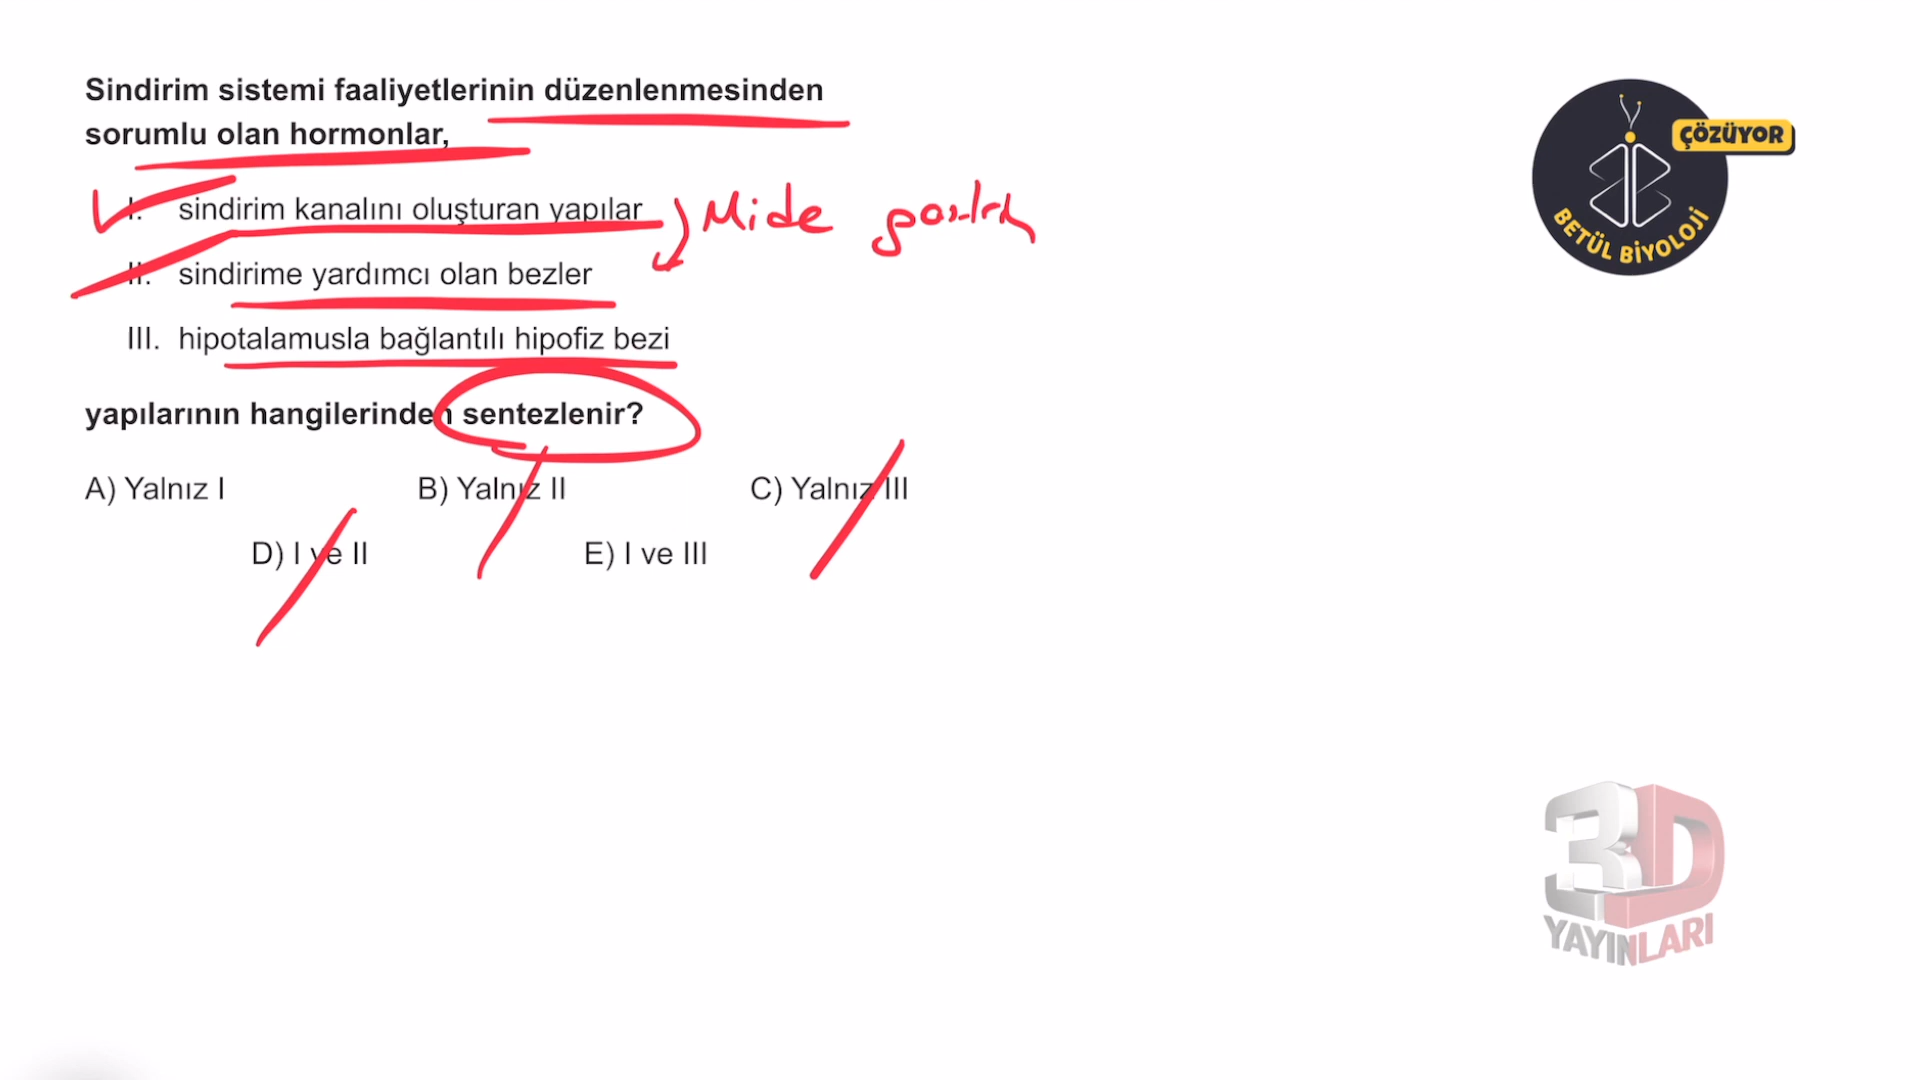 Sindirim sistemi faaliyetlerinin düzenlenmesinden
sorumlu olan hormonlar,
I. sindirim kanalını oluşturan yapılar
Mide
II. sindirime yardımcı olan bezler
III. hipotalamusla bağlantılı hipofiz bezi
yapılarının hangilerinden sentezlenir?
A) Yalnız I B) Yalnız II C) Yalnız III
D) I ve II E) I ve III
ÇÖZÜYOR
BETÜL BİYOLOJİ
3D
YAYINLARI